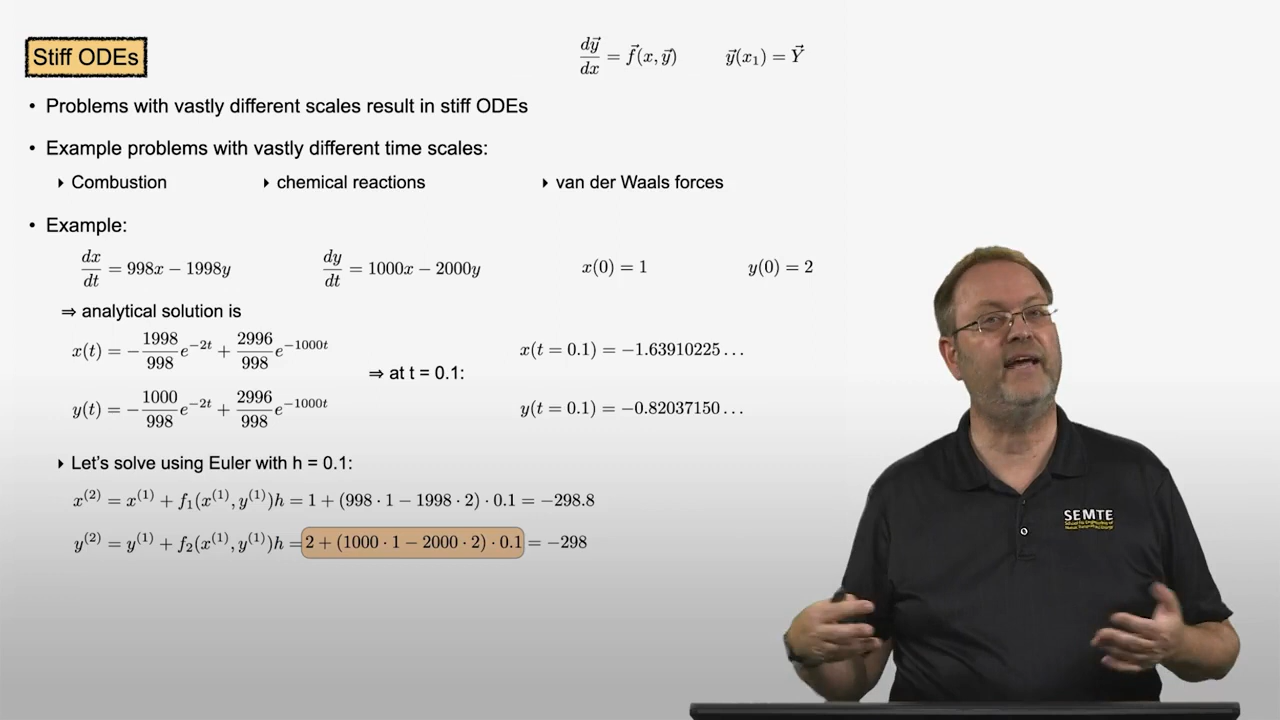 Stiff ODEs
dy⃗/dx = f⃗(x, y⃗)    y⃗(x₁) = Y⃗
• Problems with vastly different scales result in stiff ODEs
• Example problems with vastly different time scales:
‣ Combustion ‣ chemical reactions ‣ van der Waals forces
• Example:
dx/dt = 998x − 1998y    dy/dt = 1000x − 2000y    x(0) = 1    y(0) = 2
⇒ analytical solution is
x(t) = −1998/998 e^{−2t} + 2996/998 e^{−1000t}    x(t = 0.1) = −1.63910225...
⇒ at t = 0.1:
y(t) = −1000/998 e^{−2t} + 2996/998 e^{−1000t}    y(t = 0.1) = −0.82037150...
‣ Let's solve using Euler with h = 0.1:
x⁽²⁾ = x⁽¹⁾ + f₁(x⁽¹⁾, y⁽¹⁾)h = 1 + (998 · 1 − 1998 · 2) · 0.1 = −298.8
y⁽²⁾ = y⁽¹⁾ + f₂(x⁽¹⁾, y⁽¹⁾)h = 2 + (1000 · 1 − 2000 · 2) · 0.1 = −298
SEMTE